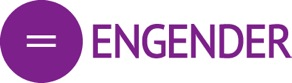 = ENGENDER